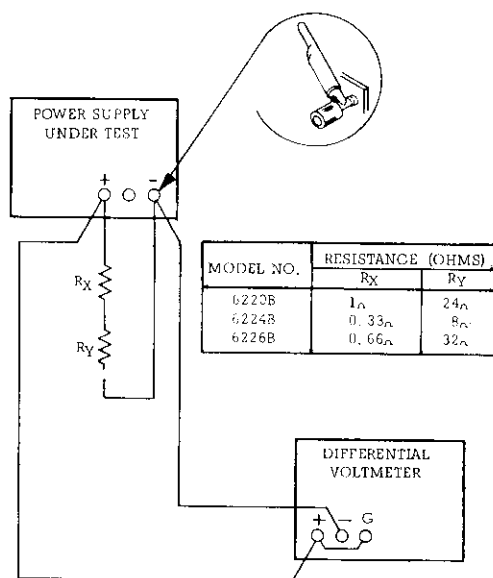 POWER SUPPLY
UNDER TEST
+ -
RX
RY
MODEL NO. RESISTANCE (OHMS)
RX RY
6220B 1Ω 24Ω
6224B 0.33Ω 8Ω
6226B 0.66Ω 32Ω
DIFFERENTIAL
VOLTMETER
+ - G